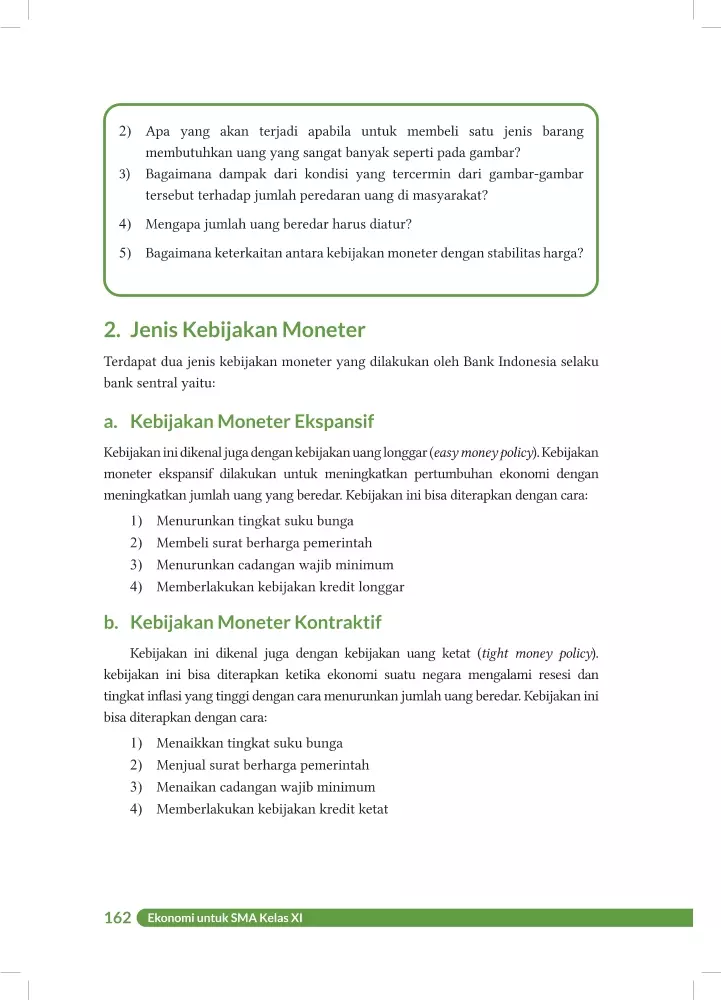 2) Apa yang akan terjadi apabila untuk membeli satu jenis barang
membutuhkan uang yang sangat banyak seperti pada gambar?
3) Bagaimana dampak dari kondisi yang tercermin dari gambar-gambar
tersebut terhadap jumlah peredaran uang di masyarakat?
4) Mengapa jumlah uang beredar harus diatur?
5) Bagaimana keterkaitan antara kebijakan moneter dengan stabilitas harga?
2. Jenis Kebijakan Moneter
Terdapat dua jenis kebijakan moneter yang dilakukan oleh Bank Indonesia selaku
bank sentral yaitu:
a. Kebijakan Moneter Ekspansif
Kebijakan ini dikenal juga dengan kebijakan uang longgar (easy money policy). Kebijakan
moneter ekspansif dilakukan untuk meningkatkan pertumbuhan ekonomi dengan
meningkatkan jumlah uang yang beredar. Kebijakan ini bisa diterapkan dengan cara:
1) Menurunkan tingkat suku bunga
2) Membeli surat berharga pemerintah
3) Menurunkan cadangan wajib minimum
4) Memberlakukan kebijakan kredit longgar
b. Kebijakan Moneter Kontraktif
Kebijakan ini dikenal juga dengan kebijakan uang ketat (tight money policy).
kebijakan ini bisa diterapkan ketika ekonomi suatu negara mengalami resesi dan
tingkat inflasi yang tinggi dengan cara menurunkan jumlah uang beredar. Kebijakan ini
bisa diterapkan dengan cara:
1) Menaikkan tingkat suku bunga
2) Menjual surat berharga pemerintah
3) Menaikan cadangan wajib minimum
4) Memberlakukan kebijakan kredit ketat
162 Ekonomi untuk SMA Kelas XI